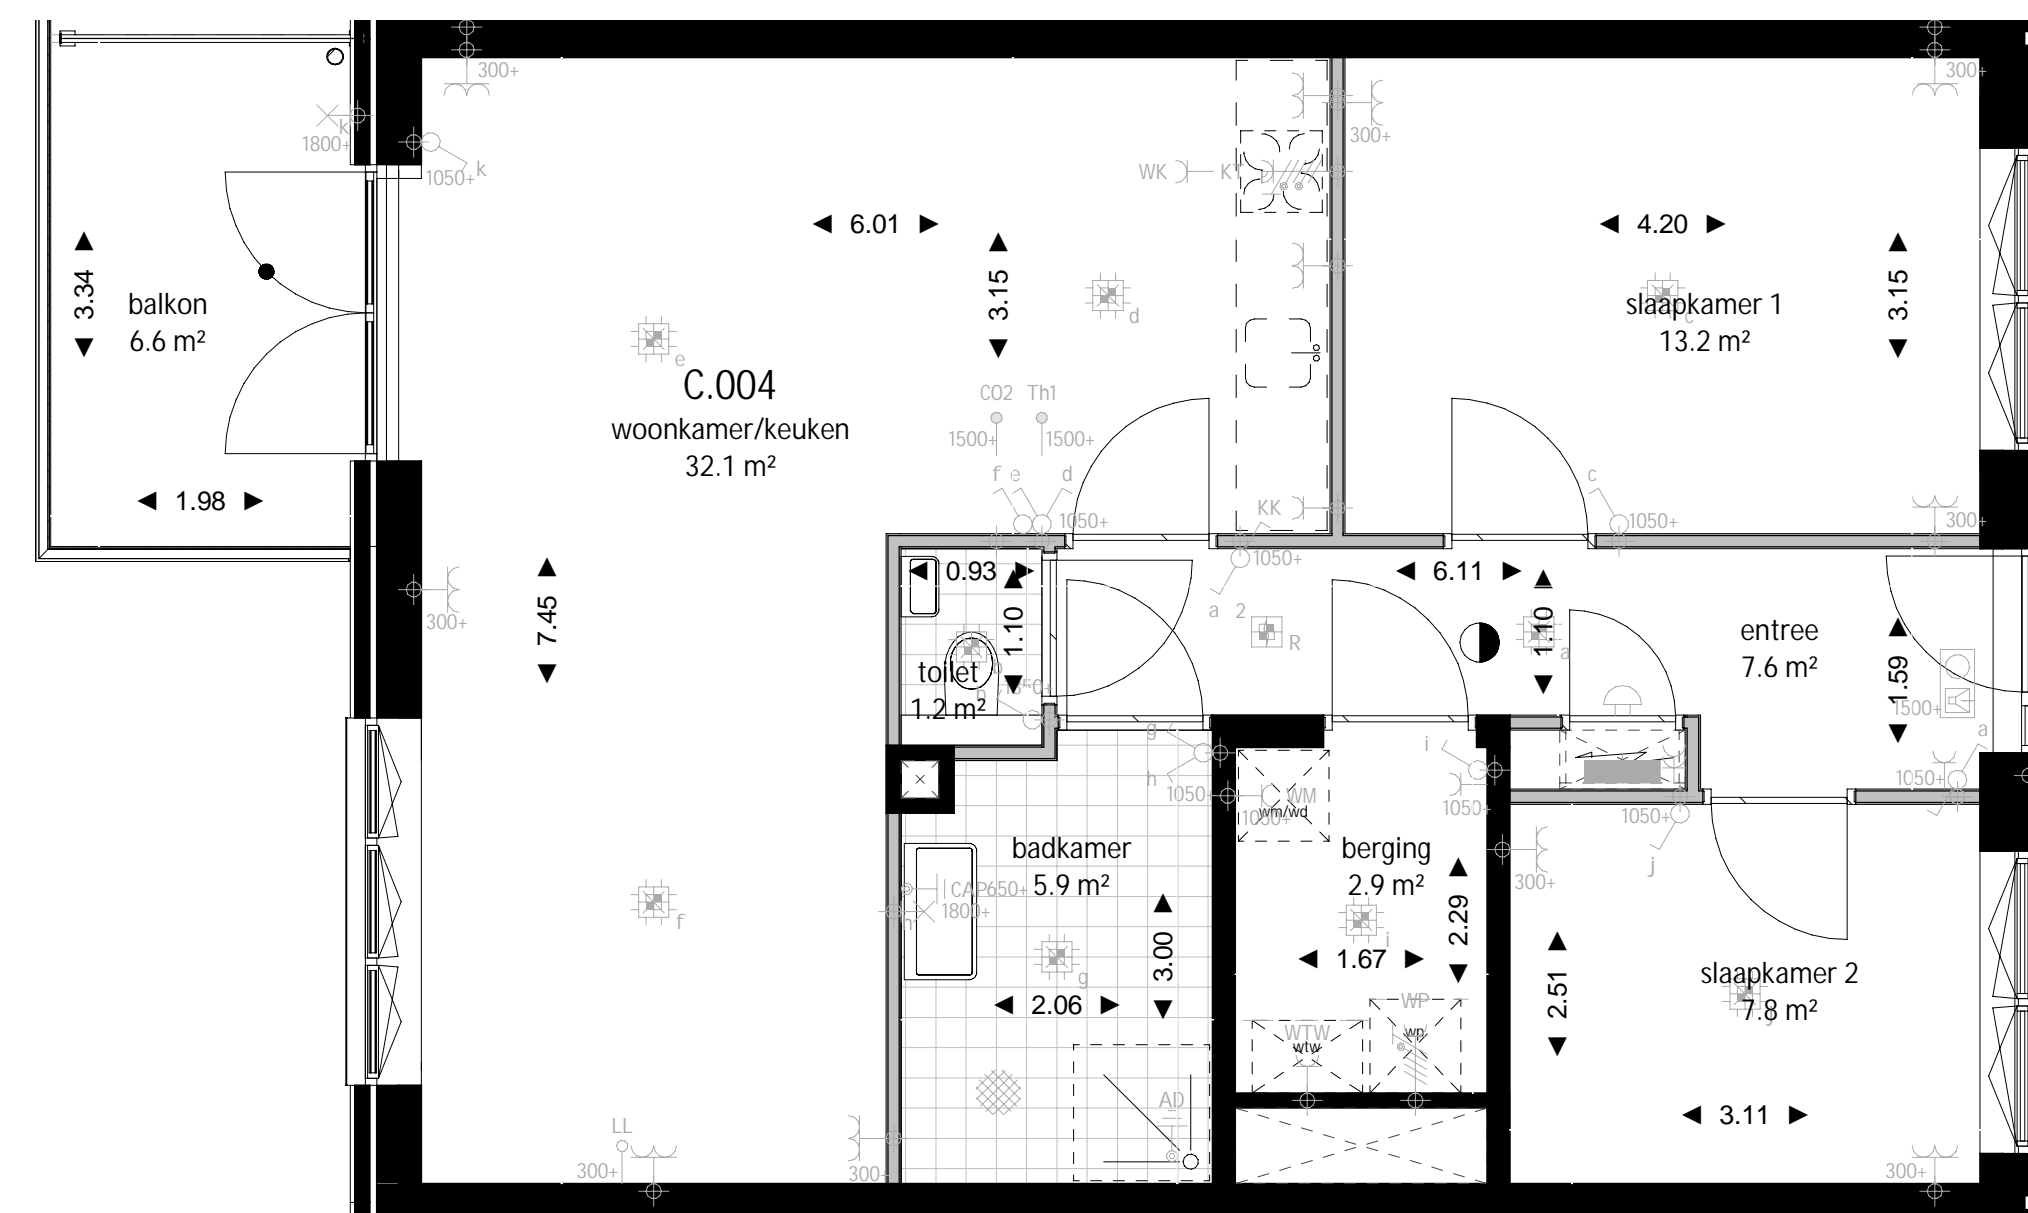 300+
300+
k
1800+
1050+
k
300+
WK
KT
6.01
4.20
3.34
balkon
6.6 m²
3.15
d
slaapkamer 1
c
13.2 m²
3.15
e
C.004
woonkamer/keuken
32.1 m²
CO2
Th1
1500+
1500+
f
e
d
1050+
c
1050+
1.98
KK
300+
1050+
0.93
6.11
7.45
300+
a
2
1.10
R
1.10
a
entree
7.6 m²
1.59
1500+
toilet
1.2 m²
b
b
g
h
1050+
i
1050+
a
1050+
WM
wm/wd
1050+
1050+
j
badkamer
5.9 m²
berging
2.9 m²
300+
CAP650+
1800+
f
3.00
2.29
i
1.67
2.51
slaapkamer 2
7.8 m²
g
2.06
WP
wp
WTW
wtw
AD
3.11
LL
300+
300+
300+